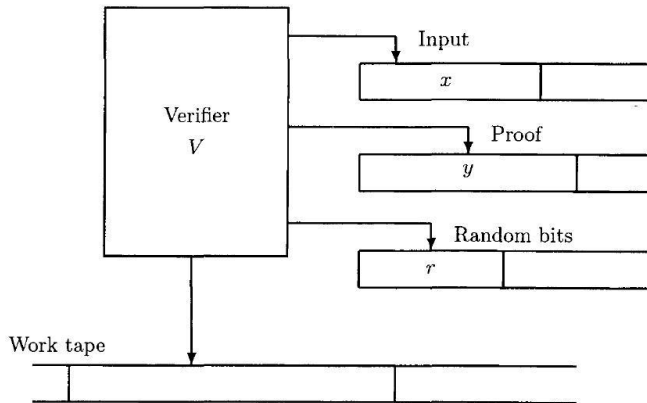 Input
x
Verifier
V
Proof
y
Random bits
r
Work tape